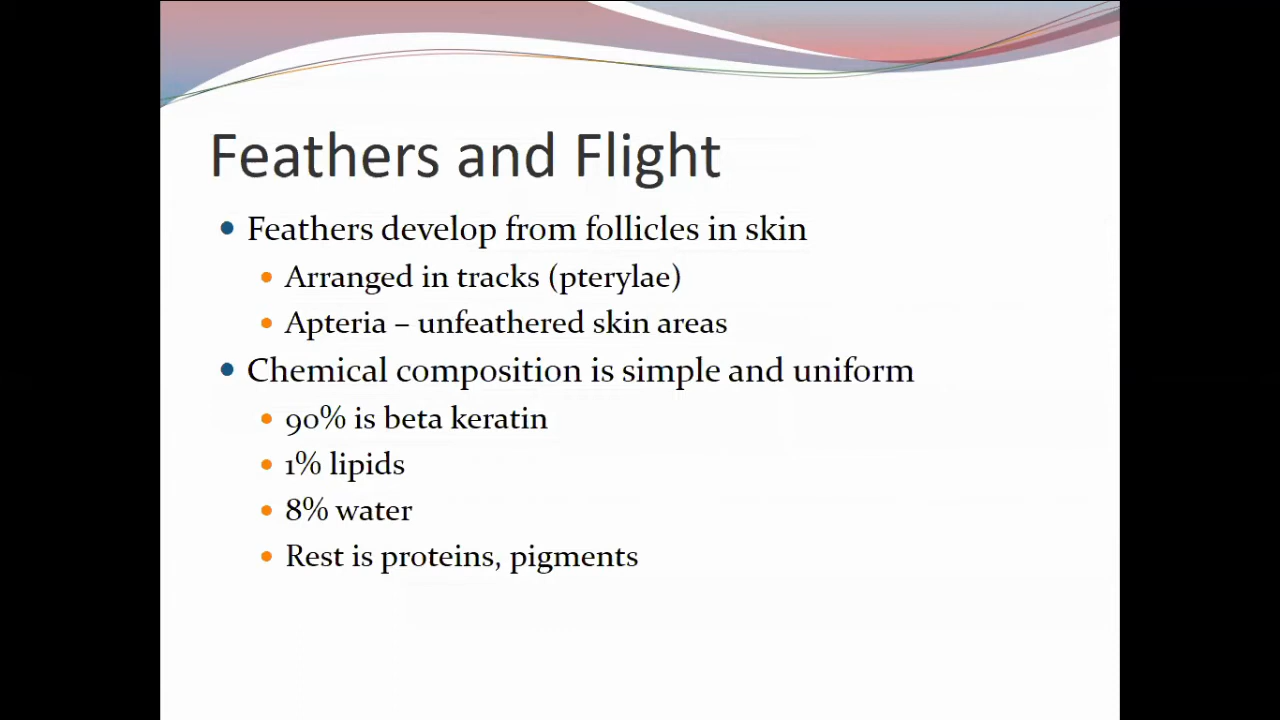 Feathers and Flight
• Feathers develop from follicles in skin
• Arranged in tracks (pterylae)
• Apteria – unfeathered skin areas
• Chemical composition is simple and uniform
• 90% is beta keratin
• 1% lipids
• 8% water
• Rest is proteins, pigments